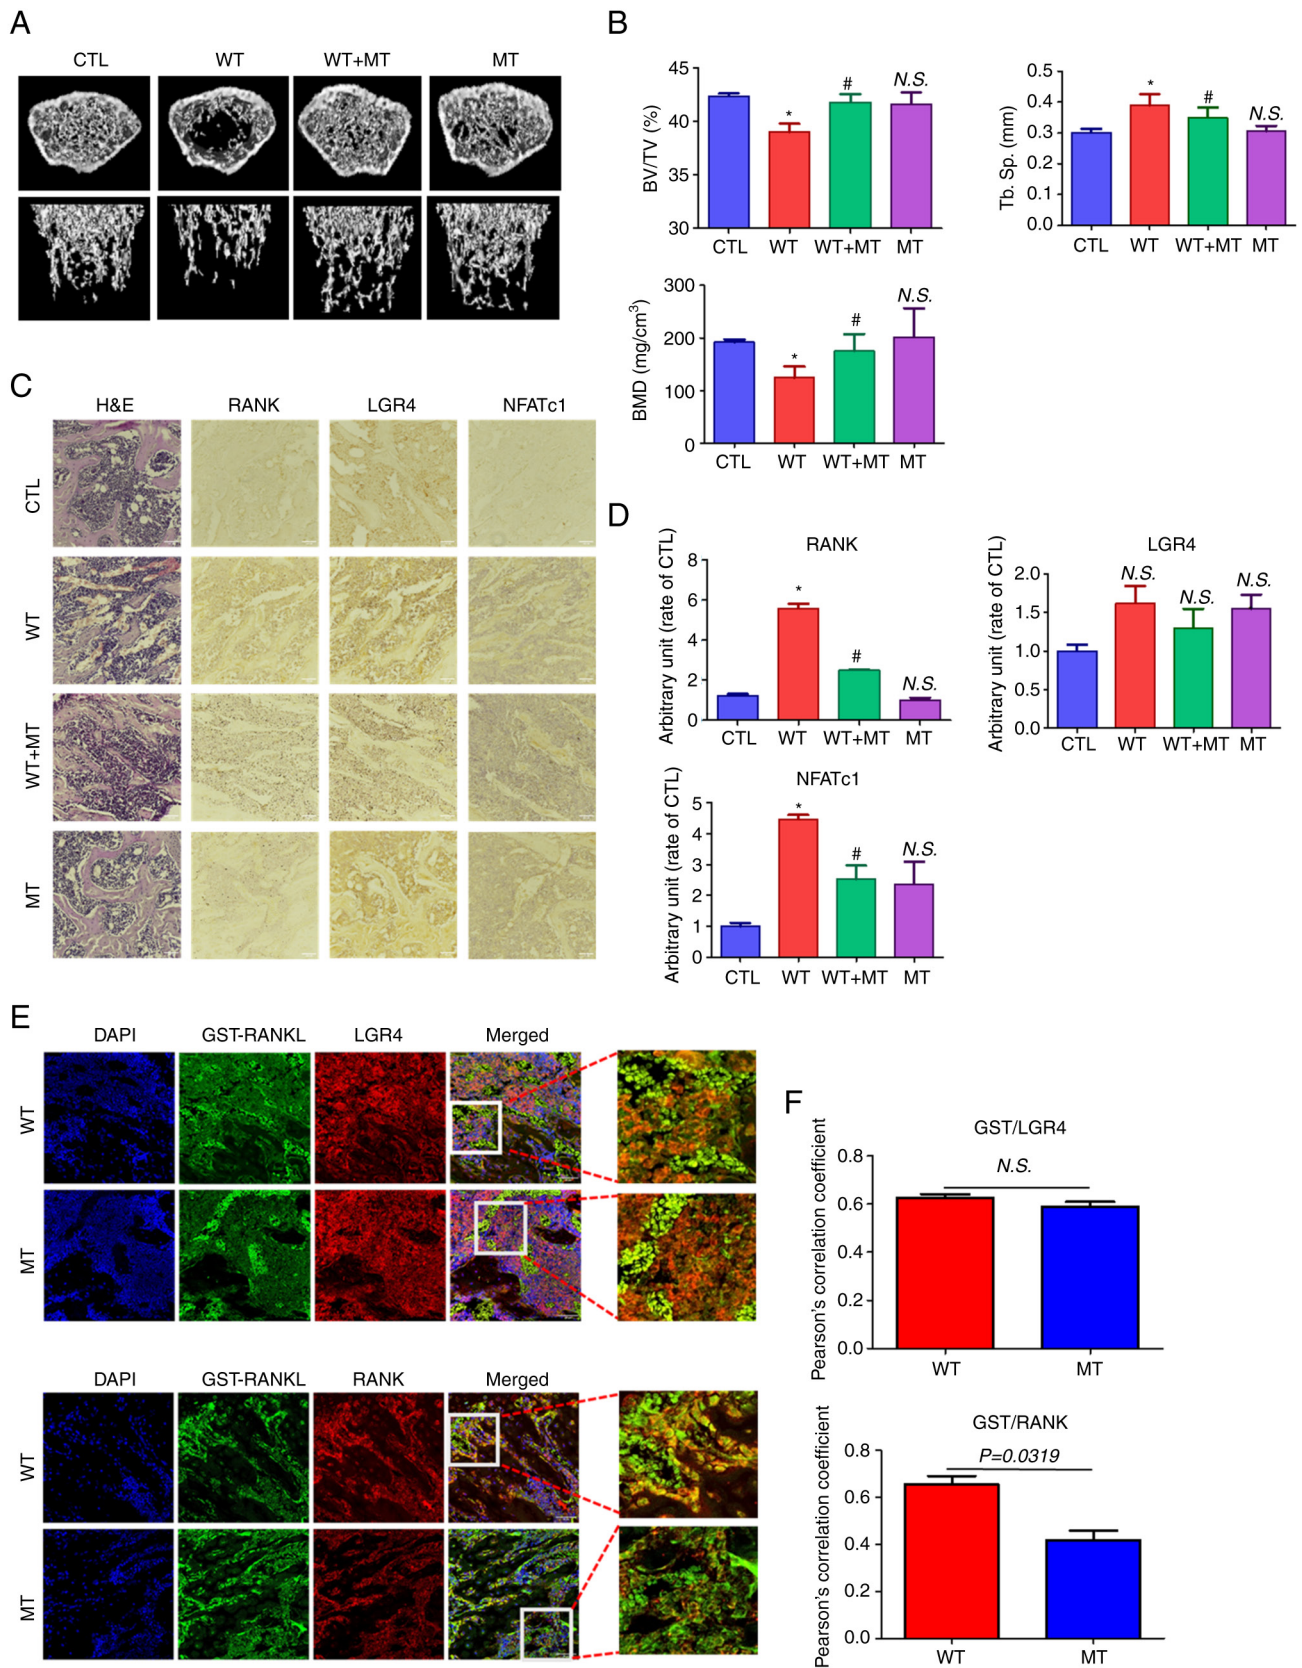 A
CTL WT WT+MT MT
B
BV/TV (%)
45
40
35
30
* # N.S.
CTL WT WT+MT MT
Tb. Sp. (mm)
0.5
0.4
0.3
0.2
0.1
0.0
* # N.S.
CTL WT WT+MT MT
BMD (mg/cm³)
300
200
100
0
* # N.S.
CTL WT WT+MT MT
C
H&E RANK LGR4 NFATc1
CTL
WT
WT+MT
MT
D
RANK
Arbitrary unit (rate of CTL)
8
6
4
2
0
* # N.S.
CTL WT WT+MT MT
LGR4
Arbitrary unit (rate of CTL)
2.0
1.5
1.0
0.5
0.0
N.S. N.S. N.S.
CTL WT WT+MT MT
NFATc1
Arbitrary unit (rate of CTL)
5
4
3
2
1
0
* # N.S.
CTL WT WT+MT MT
E
DAPI GST-RANKL LGR4 Merged
WT
MT
DAPI GST-RANKL RANK Merged
WT
MT
F
GST/LGR4
Pearson's correlation coefficient
0.8
0.6
0.4
0.2
0.0
N.S.
WT MT
GST/RANK
Pearson's correlation coefficient
0.8
0.6
0.4
0.2
0.0
P=0.0319
WT MT